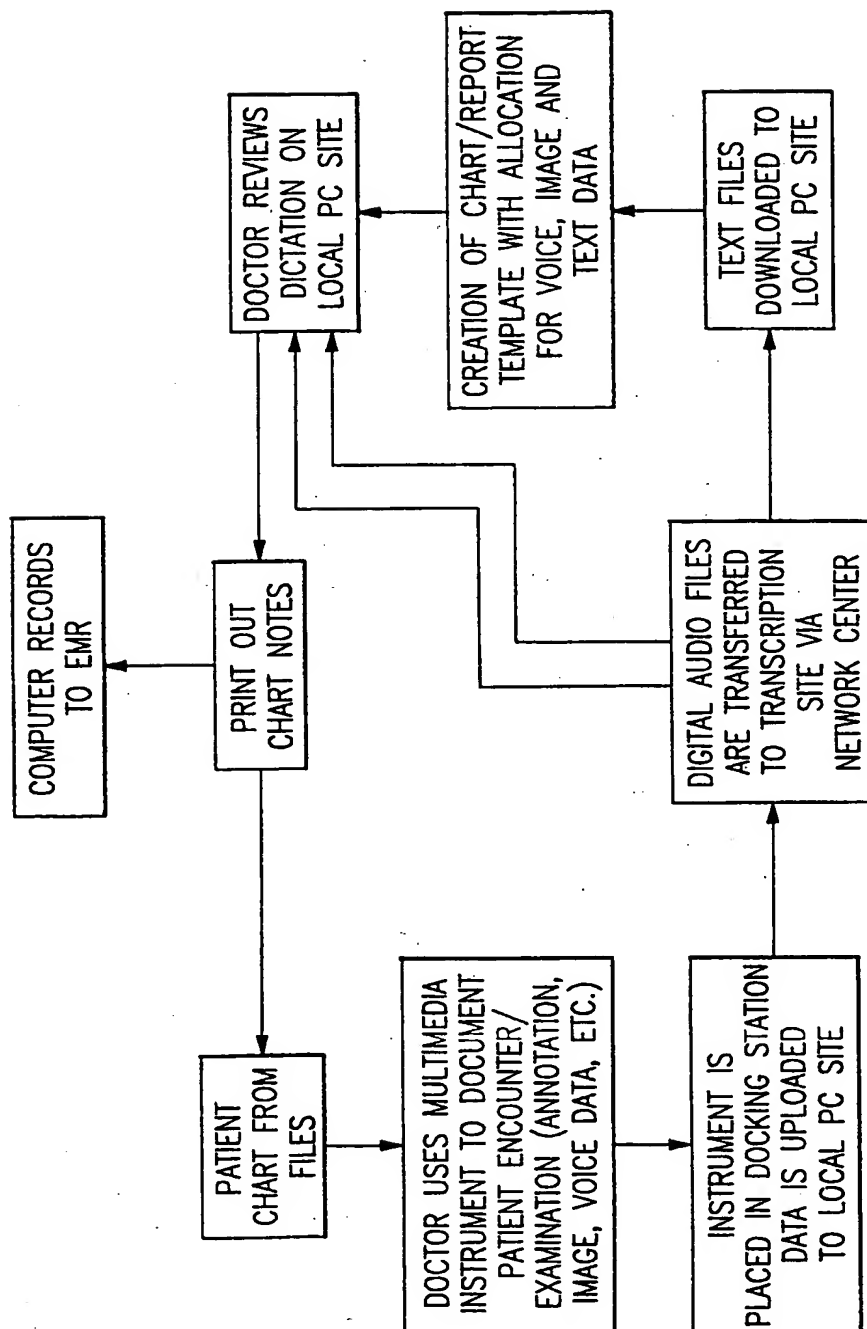 COMPUTER RECORDS
TO EMR
PRINT OUT
CHART NOTES
DOCTOR REVIEWS
DICTATION ON
LOCAL PC SITE
PATIENT
CHART FROM
FILES
DOCTOR USES MULTIMEDIA
INSTRUMENT TO DOCUMENT
PATIENT ENCOUNTER/
EXAMINATION (ANNOTATION,
IMAGE, VOICE DATA, ETC.)
CREATION OF CHART/REPORT
TEMPLATE WITH ALLOCATION
FOR VOICE, IMAGE AND
TEXT DATA
INSTRUMENT IS
PLACED IN DOCKING STATION
DATA IS UPLOADED
TO LOCAL PC SITE
DIGITAL AUDIO FILES
ARE TRANSFERRED
TO TRANSCRIPTION
SITE VIA
NETWORK CENTER
TEXT FILES
DOWNLOADED TO
LOCAL PC SITE